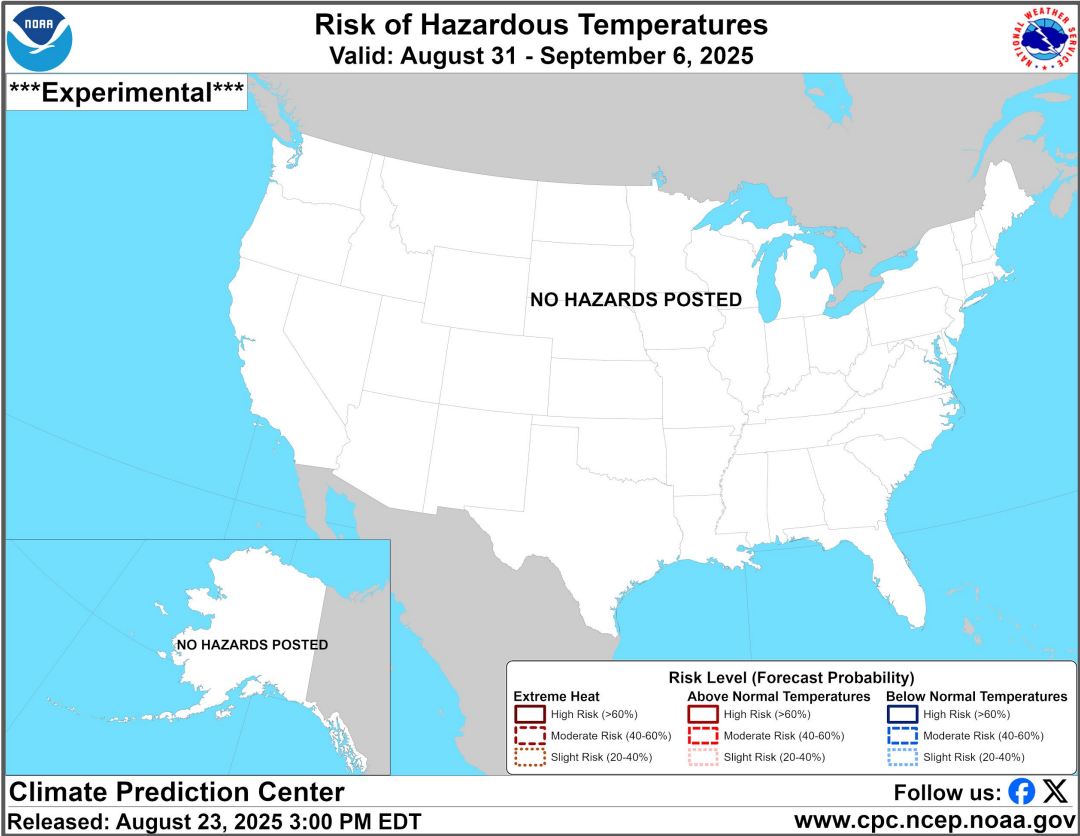 NOAA
Risk of Hazardous Temperatures
Valid: August 31 - September 6, 2025
NATIONAL WEATHER SERVICE
***Experimental***
NO HAZARDS POSTED
NO HAZARDS POSTED
Risk Level (Forecast Probability)
Extreme Heat
High Risk (>60%)
Moderate Risk (40-60%)
Slight Risk (20-40%)
Above Normal Temperatures
High Risk (>60%)
Moderate Risk (40-60%)
Slight Risk (20-40%)
Below Normal Temperatures
High Risk (>60%)
Moderate Risk (40-60%)
Slight Risk (20-40%)
Climate Prediction Center
Follow us:
Released: August 23, 2025 3:00 PM EDT
www.cpc.ncep.noaa.gov